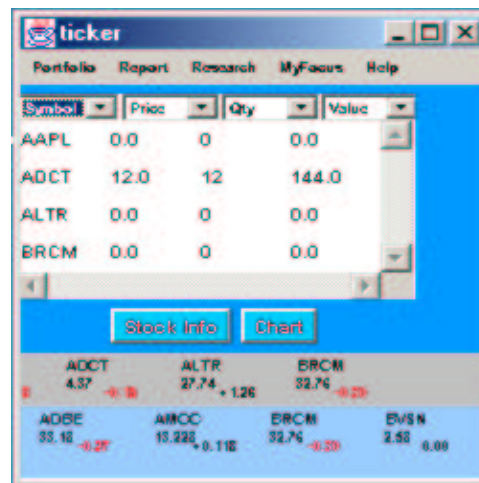 ticker
Portfolio Report Research MyFocus Help
Symbol Price Qty Value
AAPL 0.0 0 0.0
ADCT 12.0 12 144.0
ALTR 0.0 0 0.0
BRCM 0.0 0 0.0
Stock Info Chart
ADCT ALTR BRCM
4.37 27.74 +1.26 32.76
ADBE AMCC BRCM BVSN
33.18 13.228 +0.118 32.76 2.58 0.00